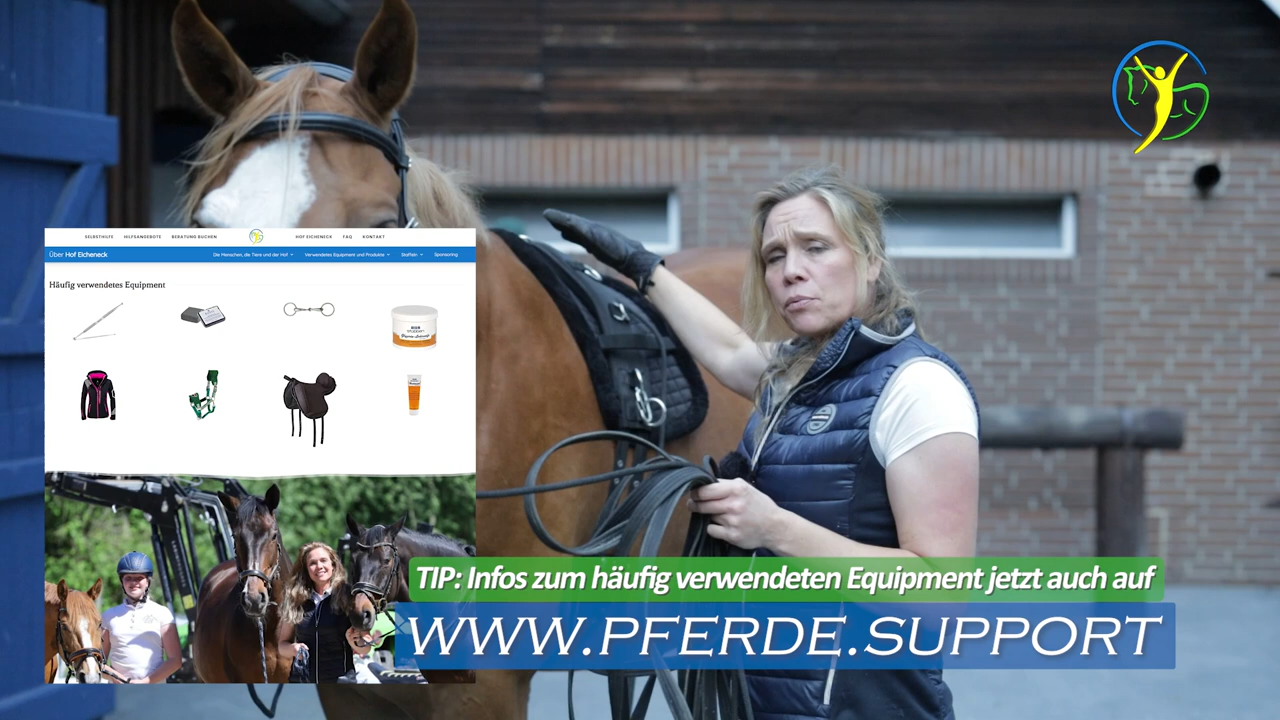 SELBSTHILFE HILFSANGEBOTE BERATUNG BUCHEN HOF EICHENECK FAQ KONTAKT
Über Hof Eicheneck Die Menschen, die Tiere und der Hof Verwendetes Equipment und Produkte Staffeln Sponsoring
Häufig verwendetes Equipment
TIP: Infos zum häufig verwendeten Equipment jetzt auch auf
WWW.PFERDE.SUPPORT